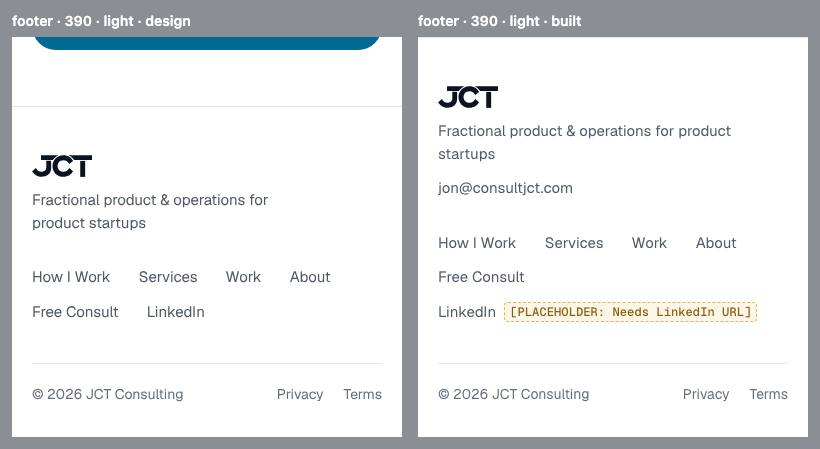 footer · 390 · light · design
JCT
Fractional product & operations for
product startups
How I Work Services Work About
Free Consult LinkedIn
© 2026 JCT Consulting Privacy Terms
footer · 390 · light · built
JCT
Fractional product & operations for product
startups
jon@consultjct.com
How I Work Services Work About
Free Consult
LinkedIn [PLACEHOLDER: Needs LinkedIn URL]
© 2026 JCT Consulting Privacy Terms